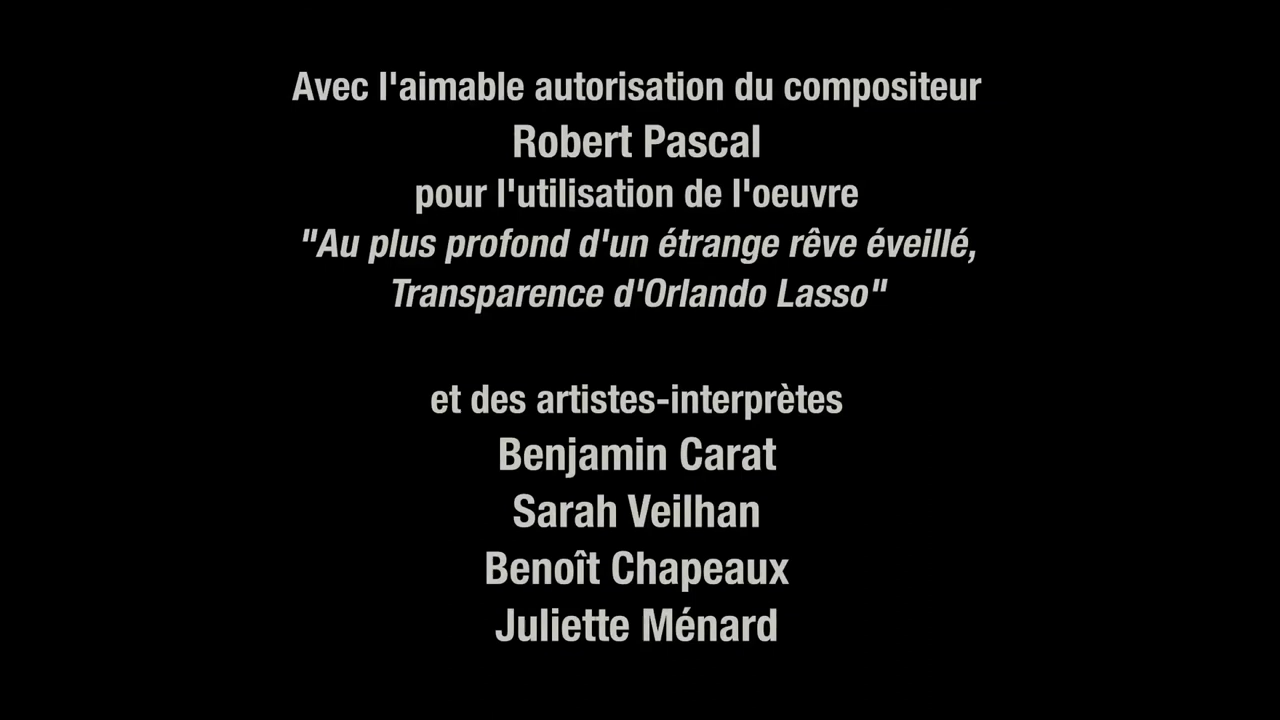 Avec l'aimable autorisation du compositeur
Robert Pascal
pour l'utilisation de l'oeuvre
"Au plus profond d'un étrange rêve éveillé,
Transparence d'Orlando Lasso"
et des artistes-interprètes
Benjamin Carat
Sarah Veilhan
Benoît Chapeaux
Juliette Ménard